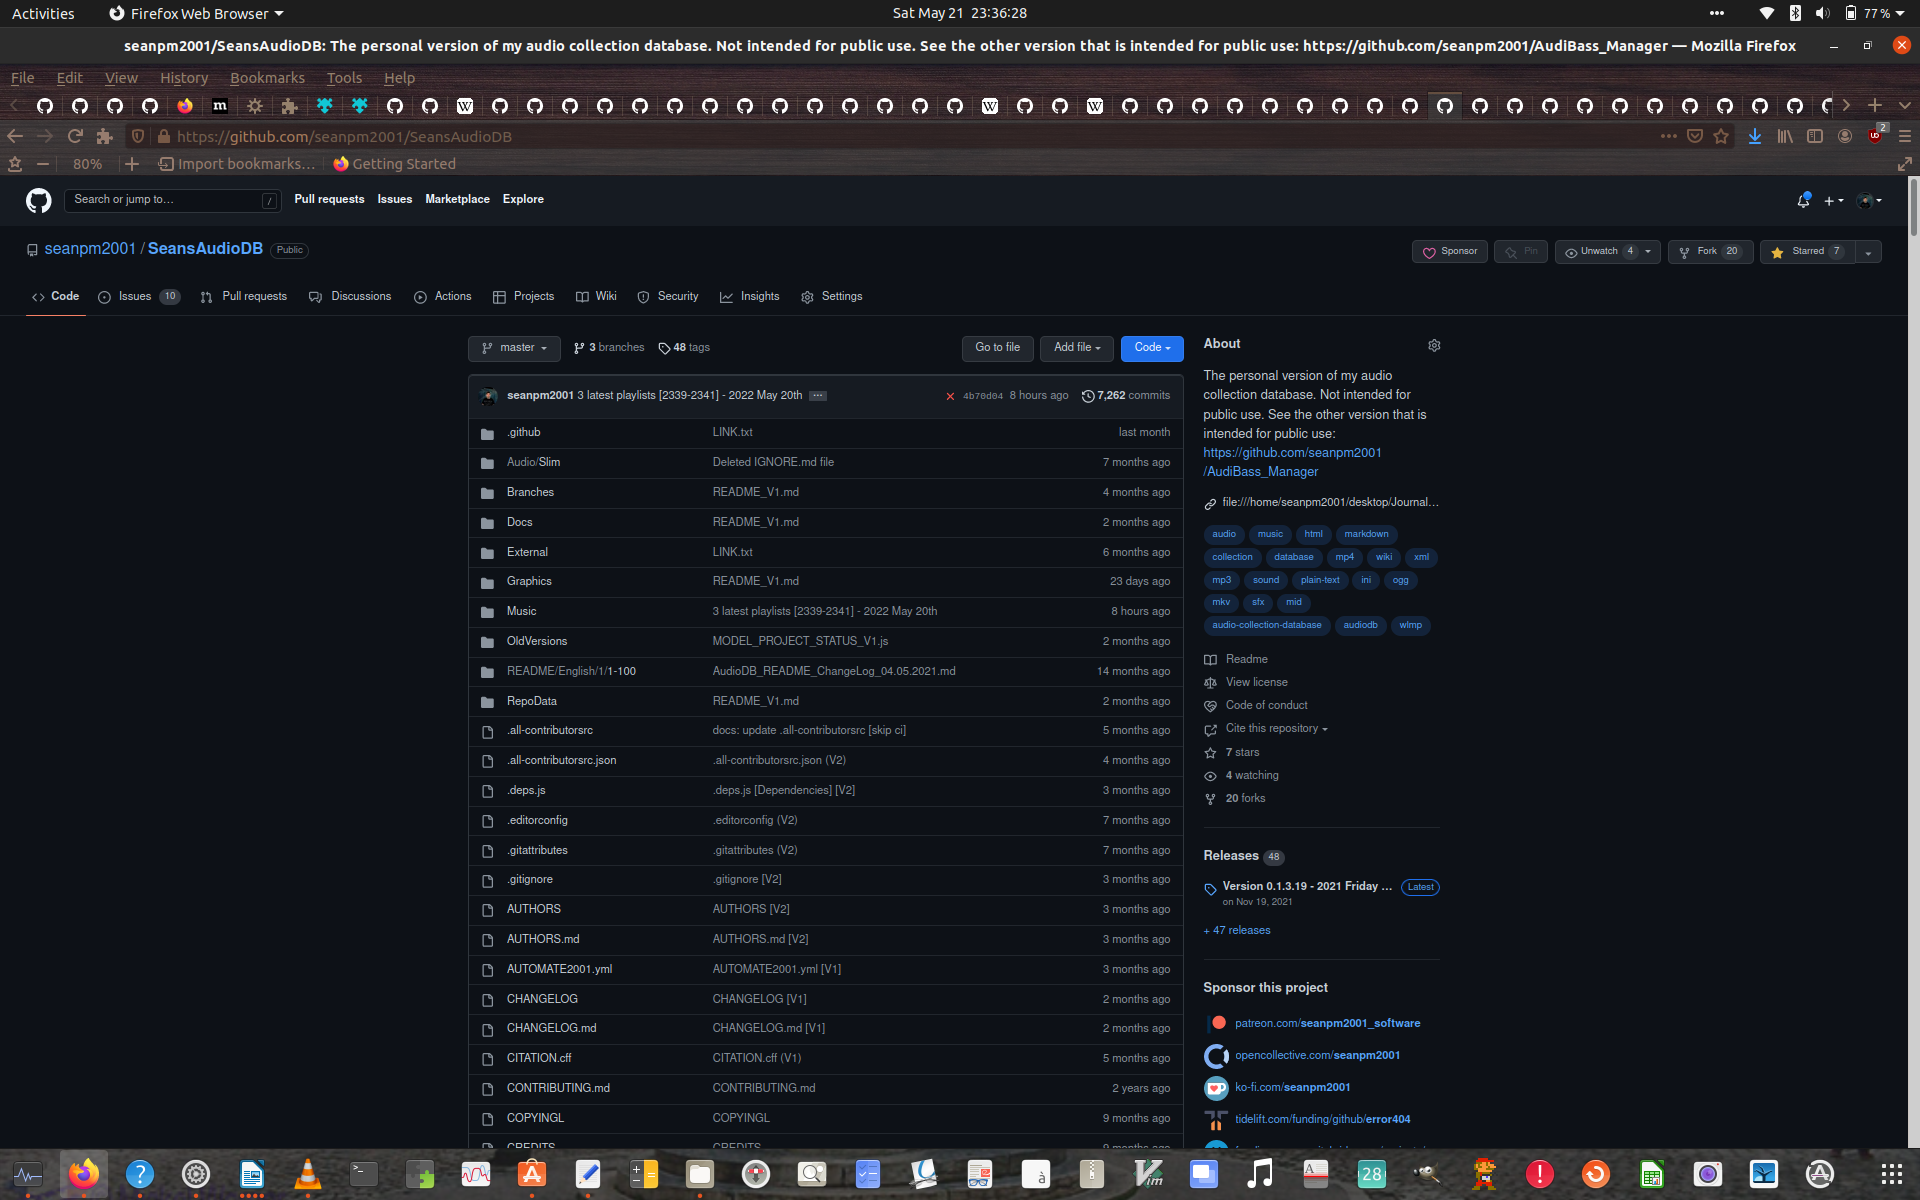 Activities
Firefox Web Browser
Sat May 21 23:36:28
77 %
seanpm2001/SeansAudioDB: The personal version of my audio collection database. Not intended for public use. See the other version that is intended for public use: https://github.com/seanpm2001/AudiBass_Manager — Mozilla Firefox
File Edit View History Bookmarks Tools Help
https://github.com/seanpm2001/SeansAudioDB
2
80%
Import bookmarks...
Getting Started
Search or jump to... /
Pull requests Issues Marketplace Explore
seanpm2001 / SeansAudioDB Public
Sponsor Pin Unwatch 4 Fork 20 Starred 7
Code Issues 10 Pull requests Discussions Actions Projects Wiki Security Insights Settings
master 3 branches 48 tags Go to file Add file Code
seanpm2001 3 latest playlists [2339-2341] - 2022 May 20th ... 4b70d04 8 hours ago 7,262 commits
.github LINK.txt last month
Audio/Slim Deleted IGNORE.md file 7 months ago
Branches README_V1.md 4 months ago
Docs README_V1.md 2 months ago
External LINK.txt 6 months ago
Graphics README_V1.md 23 days ago
Music 3 latest playlists [2339-2341] - 2022 May 20th 8 hours ago
OldVersions MODEL_PROJECT_STATUS_V1.js 2 months ago
README/English/1/1-100 AudioDB_README_ChangeLog_04.05.2021.md 14 months ago
RepoData README_V1.md 2 months ago
.all-contributorsrc docs: update .all-contributorsrc [skip ci] 5 months ago
.all-contributorsrc.json .all-contributorsrc.json (V2) 4 months ago
.deps.js .deps.js [Dependencies] [V2] 3 months ago
.editorconfig .editorconfig (V2) 7 months ago
.gitattributes .gitattributes (V2) 7 months ago
.gitignore .gitignore [V2] 3 months ago
AUTHORS AUTHORS [V2] 3 months ago
AUTHORS.md AUTHORS.md [V2] 3 months ago
AUTOMATE2001.yml AUTOMATE2001.yml [V1] 3 months ago
CHANGELOG CHANGELOG [V1] 2 months ago
CHANGELOG.md CHANGELOG.md [V1] 2 months ago
CITATION.cff CITATION.cff (V1) 5 months ago
CONTRIBUTING.md CONTRIBUTING.md 2 years ago
COPYINGL COPYINGL 9 months ago
CREDITS CREDITS 9 months ago
About
The personal version of my audio
collection database. Not intended for
public use. See the other version that is
intended for public use:
https://github.com/seanpm2001
/AudiBass_Manager
file:///home/seanpm2001/desktop/Journal...
audio music html markdown
collection database mp4 wiki xml
mp3 sound plain-text ini ogg
mkv sfx mid
audio-collection-database audiodb wlmp
Readme
View license
Code of conduct
Cite this repository
7 stars
4 watching
20 forks
Releases 48
Version 0.1.3.19 - 2021 Friday ... Latest
on Nov 19, 2021
+ 47 releases
Sponsor this project
patreon.com/seanpm2001_software
opencollective.com/seanpm2001
ko-fi.com/seanpm2001
tidelift.com/funding/github/error404
28